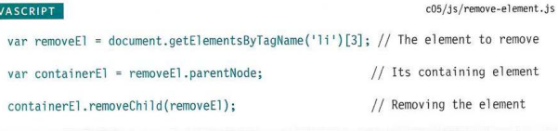 VASCRIPT
c05/js/remove-element.js
var removeEl = document.getElementsByTagName('li')[3]; // The element to remove
var containerEl = removeEl.parentNode; // Its containing element
containerEl.removeChild(removeEl); // Removing the element